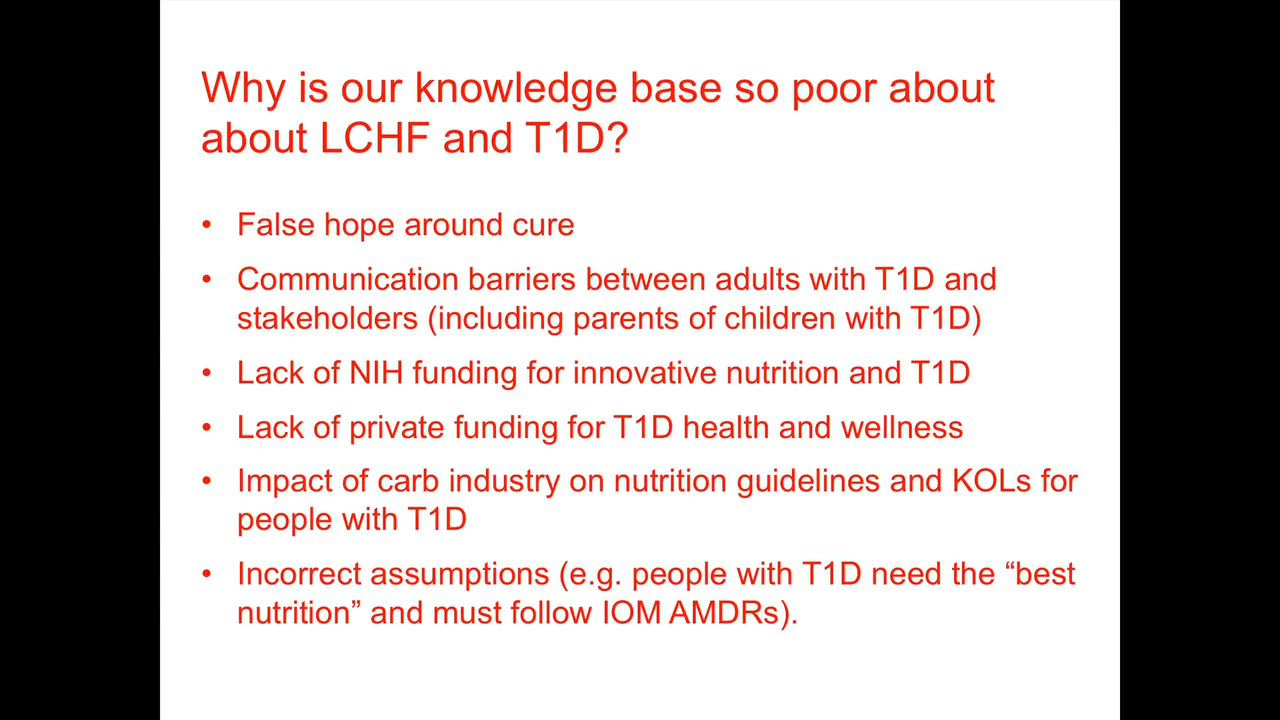 Why is our knowledge base so poor about
about LCHF and T1D?
• False hope around cure
• Communication barriers between adults with T1D and
stakeholders (including parents of children with T1D)
• Lack of NIH funding for innovative nutrition and T1D
• Lack of private funding for T1D health and wellness
• Impact of carb industry on nutrition guidelines and KOLs for
people with T1D
• Incorrect assumptions (e.g. people with T1D need the “best
nutrition” and must follow IOM AMDRs).